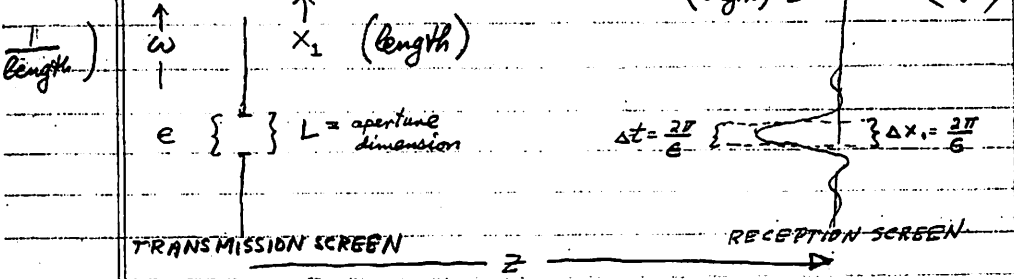 ω x₁ (length)
1/length)
e { } L = aperture dimension
Δt = 2π/e { } Δx₁ = 2π/e
TRANSMISSION SCREEN RECEPTION SCREEN
z